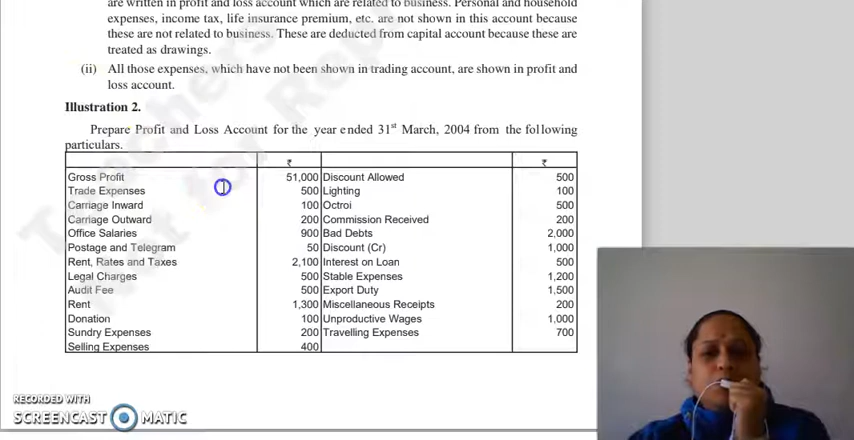 are written in profit and loss account which are related to business. Personal and household
expenses, income tax, life insurance premium, etc. are not shown in this account because
these are not related to business. These are deducted from capital account because these are
treated as drawings.
(ii) All those expenses, which have not been shown in trading account, are shown in profit and
loss account.
Illustration 2.
Prepare Profit and Loss Account for the year ended 31st March, 2004 from the following
particulars.
₹ ₹
Gross Profit 51,000 Discount Allowed 500
Trade Expenses 500 Lighting 100
Carriage Inward 100 Octroi 500
Carriage Outward 200 Commission Received 200
Office Salaries 900 Bad Debts 2,000
Postage and Telegram 50 Discount (Cr) 1,000
Rent, Rates and Taxes 2,100 Interest on Loan 500
Legal Charges 500 Stable Expenses 1,200
Audit Fee 500 Export Duty 1,500
Rent 1,300 Miscellaneous Receipts 200
Donation 100 Unproductive Wages 1,000
Sundry Expenses 200 Travelling Expenses 700
Selling Expenses 400
RECORDED WITH
SCREENCAST MATIC